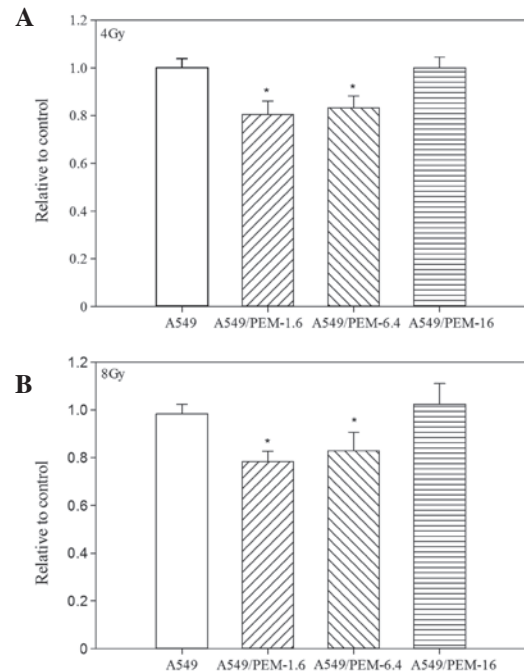 A
1.2
4Gy
1.0
0.8
0.6
0.4
0.2
0
Relative to control
* *
A549 A549/PEM-1.6 A549/PEM-6.4 A549/PEM-16
B
1.2
8Gy
1.0
0.8
0.6
0.4
0.2
0
Relative to control
* *
A549 A549/PEM-1.6 A549/PEM-6.4 A549/PEM-16